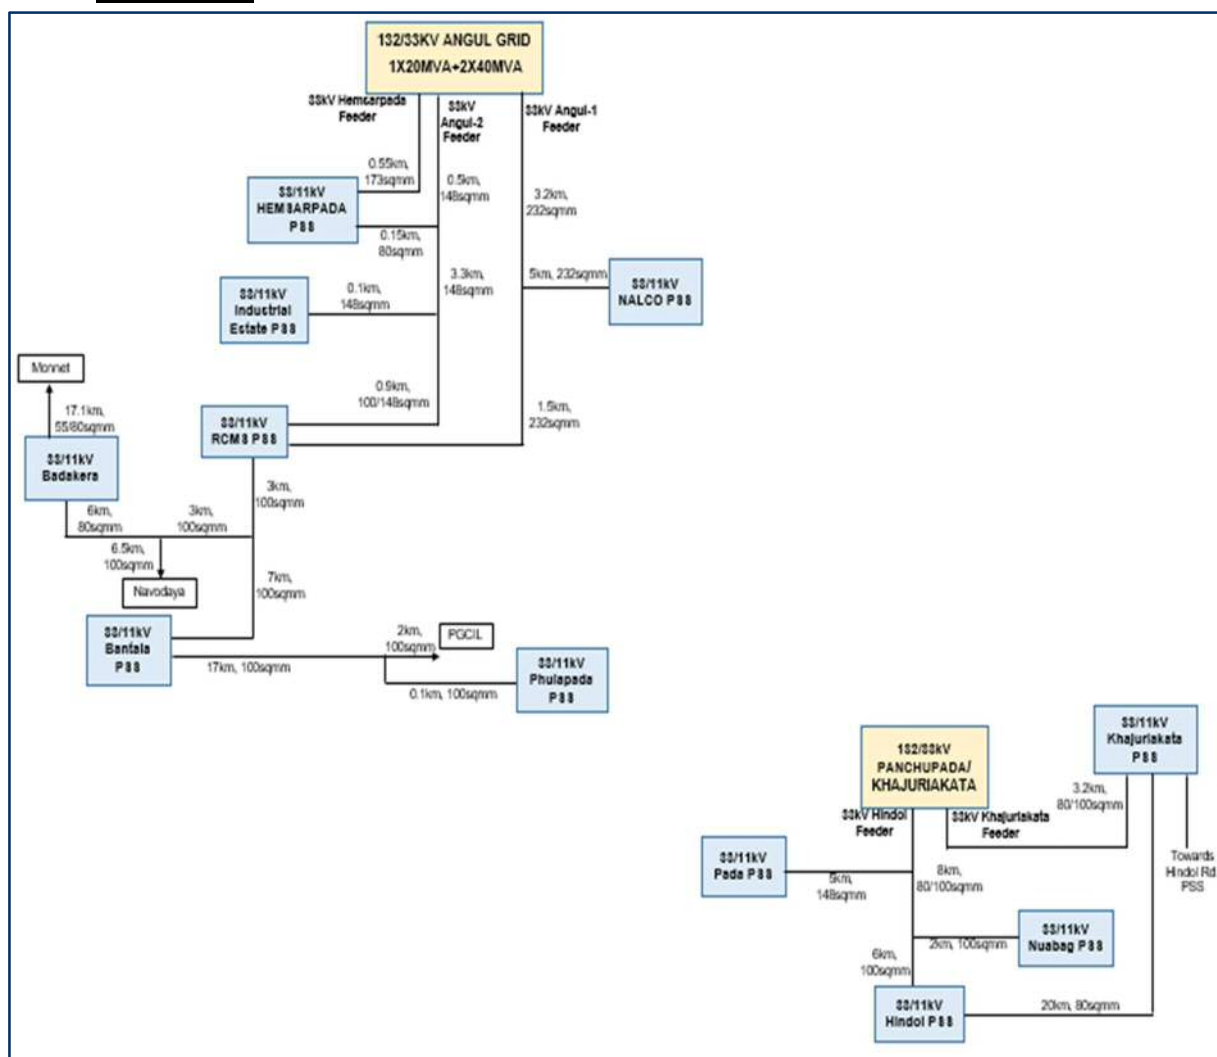 132/33KV ANGUL GRID
1X20MVA+2X40MVA
33kV Hemsarpada
Feeder
33kV
Angul-2
Feeder
33kV Angul-1
Feeder
0.55km,
173sqmm
0.5km,
148sqmm
3.2km,
232sqmm
33/11kV
HEMSARPADA
PSS
0.15km,
80sqmm
3.3km,
148sqmm
5km, 232sqmm
33/11kV
NALCO PSS
33/11kV
Industrial
Estate PSS
0.1km,
148sqmm
Monnet
17.1km,
55/80sqmm
0.9km,
100/148sqmm
1.5km,
232sqmm
33/11kV
RCMS PSS
33/11kV
Badakera
3km,
100sqmm
6km,
80sqmm
3km,
100sqmm
6.5km,
100sqmm
Navodaya
7km,
100sqmm
33/11kV
Bantala
PSS
17km, 100sqmm
2km,
100sqmm
PGCIL
0.1km, 100sqmm
33/11kV
Phulapada
PSS
132/33kV
PANCHUPADA/
KHAJURIAKATA
33/11kV
Khajuriakata
PSS
3.2km,
80/100sqmm
33kV Hindol
Feeder
33kV Khajuriakata
Feeder
Towards
Hindol Rd
PSS
33/11kV
Pada PSS
5km,
148sqmm
8km,
80/100sqmm
2km, 100sqmm
33/11kV
Nuabag PSS
6km,
100sqmm
33/11kV
Hindol PSS
20km, 80sqmm